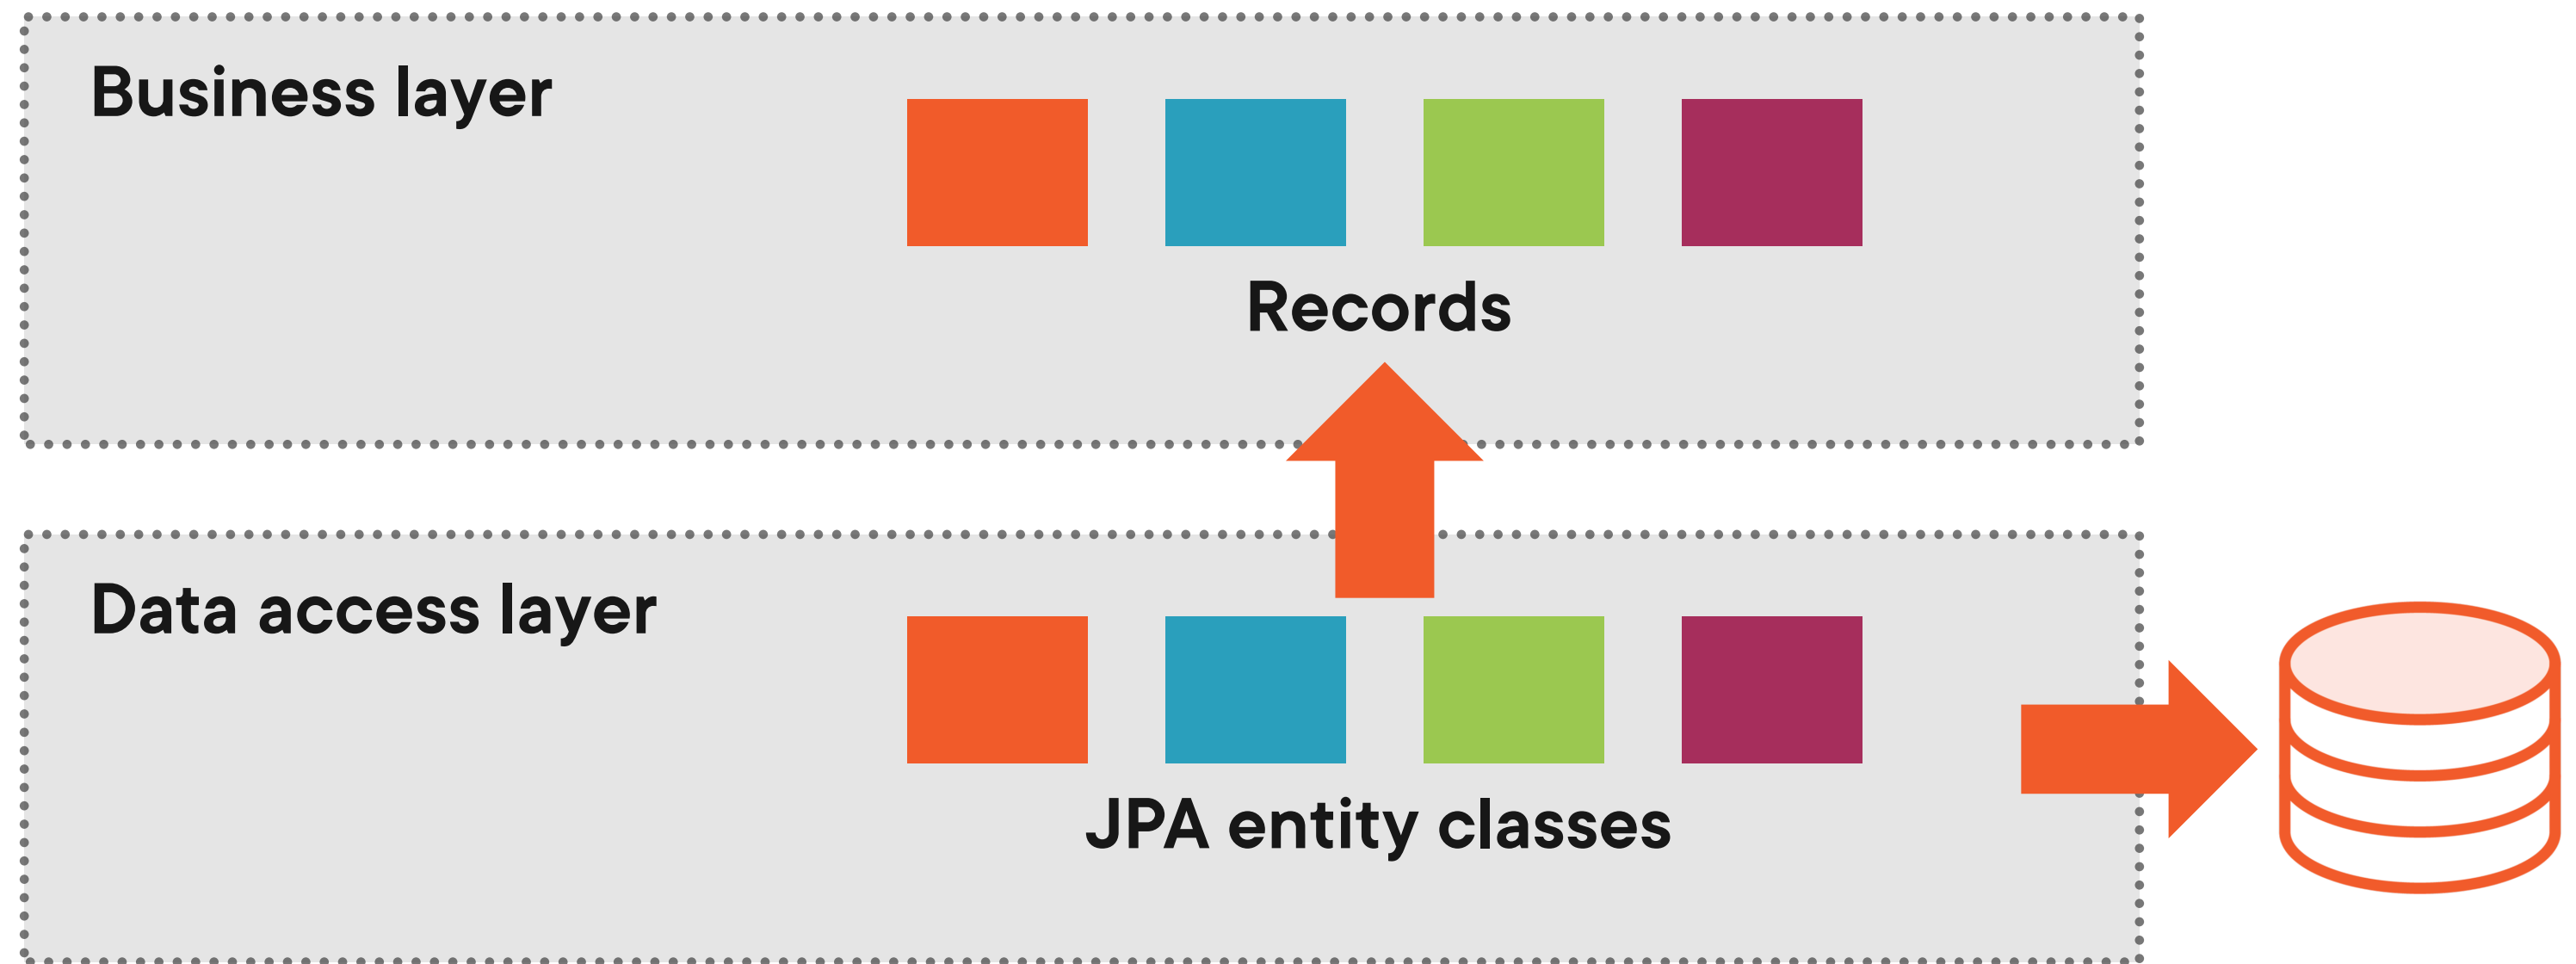 Business layer
Records
Data access layer
JPA entity classes